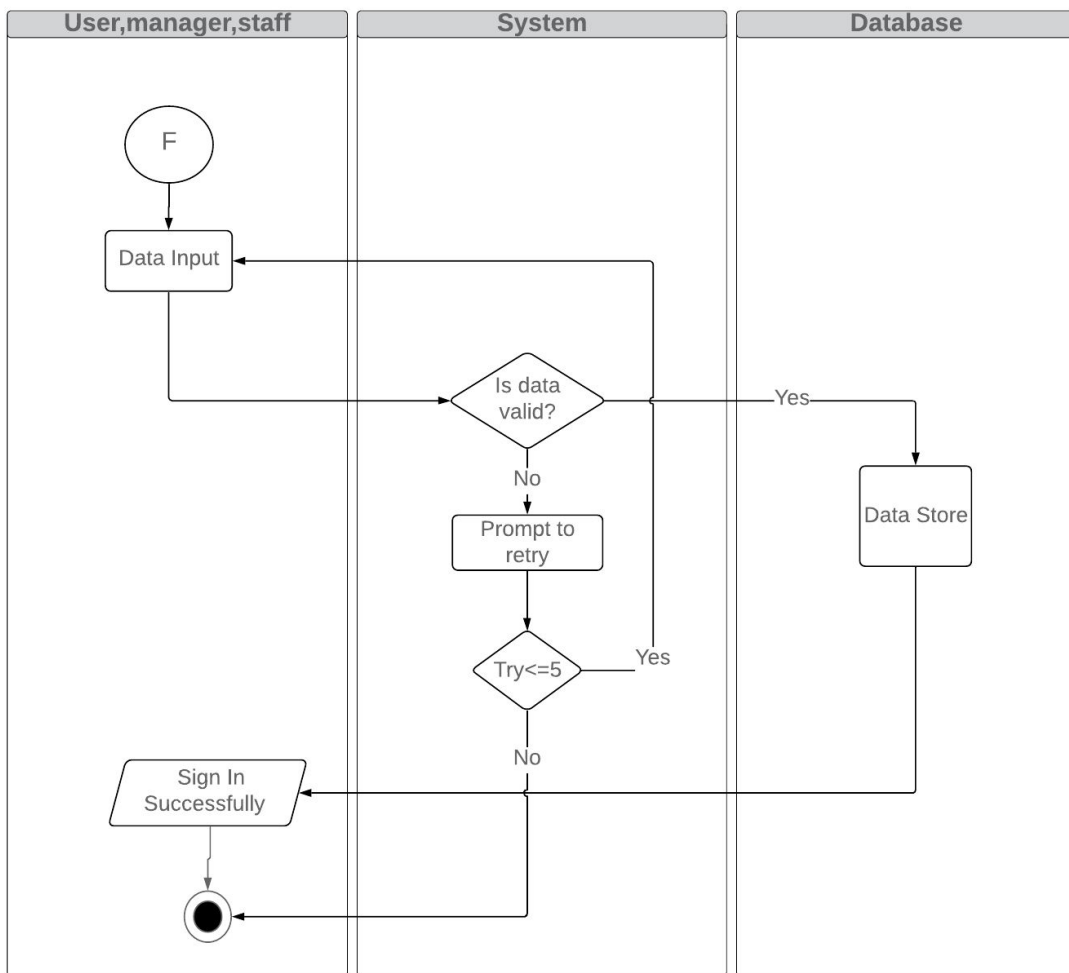 User,manager,staff
System
Database
F
Data Input
Is data
valid?
Yes
No
Data Store
Prompt to
retry
Try<=5
Yes
No
Sign In
Successfully